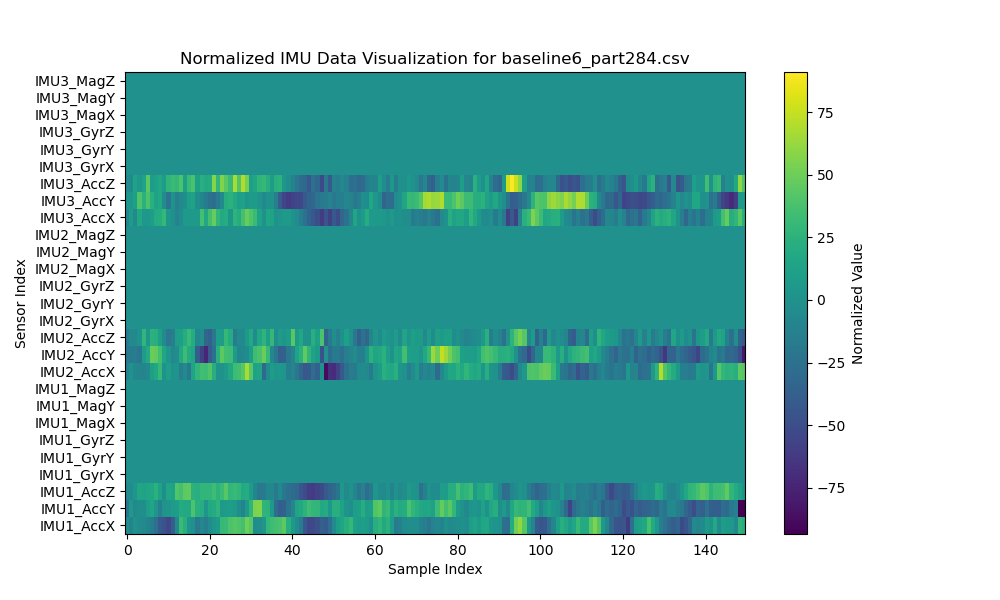 Normalized IMU Data Visualization for baseline6_part284.csv
IMU3_MagZ
IMU3_MagY
IMU3_MagX
IMU3_GyrZ
IMU3_GyrY
IMU3_GyrX
IMU3_AccZ
IMU3_AccY
IMU3_AccX
IMU2_MagZ
IMU2_MagY
IMU2_MagX
IMU2_GyrZ
IMU2_GyrY
IMU2_GyrX
IMU2_AccZ
IMU2_AccY
IMU2_AccX
IMU1_MagZ
IMU1_MagY
IMU1_MagX
IMU1_GyrZ
IMU1_GyrY
IMU1_GyrX
IMU1_AccZ
IMU1_AccY
IMU1_AccX
Sensor Index
0 20 40 60 80 100 120 140
Sample Index
75
50
25
0
−25
−50
−75
Normalized Value